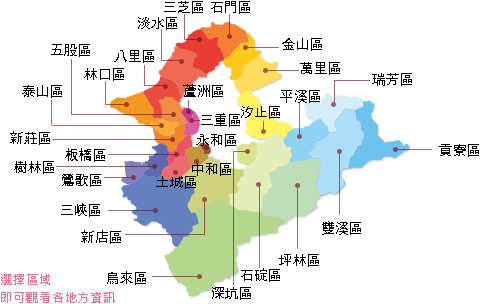 三芝區
石門區
淡水區
金山區
五股區
八里區
萬里區
林口區
瑞芳區
泰山區
蘆洲區
平溪區
汐止區
三重區
新莊區
永和區
板橋區
貢寮區
樹林區
中和區
鶯歌區
土城區
三峽區
雙溪區
新店區
坪林區
烏來區
石碇區
深坑區
選擇區域
即可觀看各地方資訊